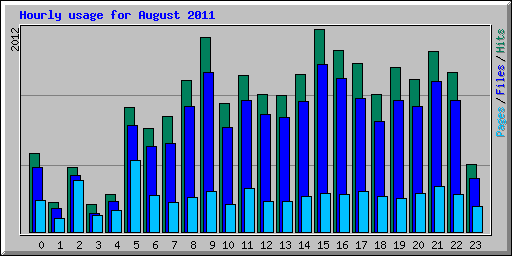 Hourly usage for August 2011
2012
Pages / Files / Hits
0 1 2 3 4 5 6 7 8 9 10 11 12 13 14 15 16 17 18 19 20 21 22 23